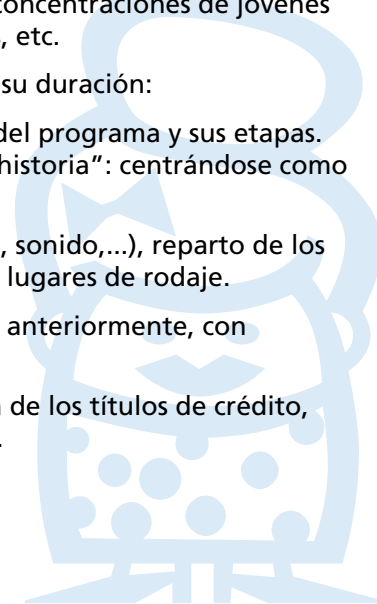 concentraciones de jóvenes
, etc.
su duración:
del programa y sus etapas.
historia”: centrándose como
, sonido,...), reparto de los
lugares de rodaje.
anteriormente, con
de los títulos de crédito,
.